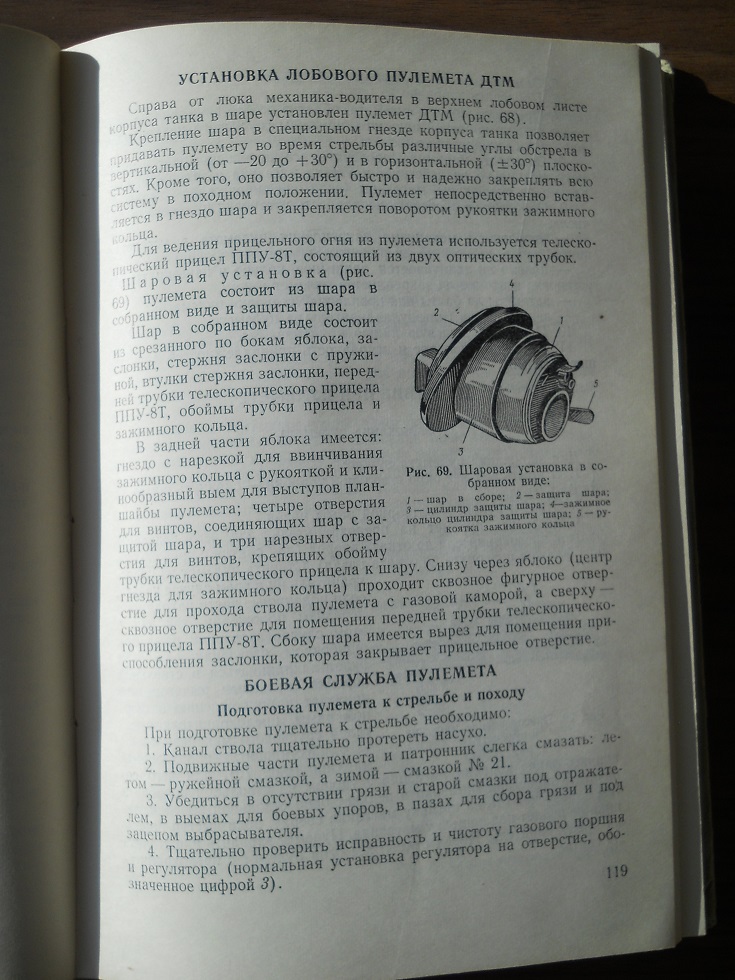 УСТАНОВКА ЛОБОВОГО ПУЛЕМЕТА ДТМ
Справа от люка механика-водителя в верхнем лобовом листе
корпуса танка в шаре установлен пулемет ДТМ (рис. 68).
Крепление шара в специальном гнезде корпуса танка позволяет
придавать пулемету во время стрельбы различные углы обстрела в
вертикальной (от —20 до +30°) и в горизонтальной (±30°) плоско-
стях. Кроме того, оно позволяет быстро и надежно закреплять всю
систему в походном положении. Пулемет непосредственно встав-
ляется в гнездо шара и закрепляется поворотом рукоятки зажимного
кольца.
Для ведения прицельного огня из пулемета используется телеско-
пический прицел ППУ-8Т, состоящий из двух оптических трубок.
Шаровая установка (рис.
69) пулемета состоит из шара в
собранном виде и защиты шара.
Шар в собранном виде состоит
из срезанного по бокам яблока, за-
слонки, стержня заслонки с пружи-
ной, втулки стержня заслонки, перед-
ней трубки телескопического прицела
ППУ-8Т, обоймы трубки прицела и
зажимного кольца.
В задней части яблока имеется:
гнездо с нарезкой для ввинчивания
зажимного кольца с рукояткой и кли-
нообразный выем для выступов план-
шайбы пулемета; четыре отверстия
для винтов, соединяющих шар с за-
щитой шара, и три нарезных отвер-
стия для винтов, крепящих обойму
трубки телескопического прицела к шару. Снизу через яблоко (центр
гнезда для зажимного кольца) проходит сквозное фигурное отвер-
стие для прохода ствола пулемета с газовой каморой, а сверху —
сквозное отверстие для помещения передней трубки телескопическо-
го прицела ППУ-8Т. Сбоку шара имеется вырез для помещения при-
способления заслонки, которая закрывает прицельное отверстие.
4
2
1
5
3
Рис. 69. Шаровая установка в со-
бранном виде:
1 — шар в сборе; 2 — защита шара;
3 — цилиндр защиты шара; 4—зажимное
кольцо цилиндра защиты шара; 5 — ру-
коятка зажимного кольца
БОЕВАЯ СЛУЖБА ПУЛЕМЕТА
Подготовка пулемета к стрельбе и походу
При подготовке пулемета к стрельбе необходимо:
1. Канал ствола тщательно протереть насухо.
2. Подвижные части пулемета и патронник слегка смазать: ле-
том — ружейной смазкой, а зимой — смазкой № 21.
3. Убедиться в отсутствии грязи и старой смазки под отражате-
лем, в выемах для боевых упоров, в пазах для сбора грязи и под
зацепом выбрасывателя.
4. Тщательно проверить исправность и чистоту газового поршня
и регулятора (нормальная установка регулятора на отверстие, обо-
значенное цифрой 3).
119